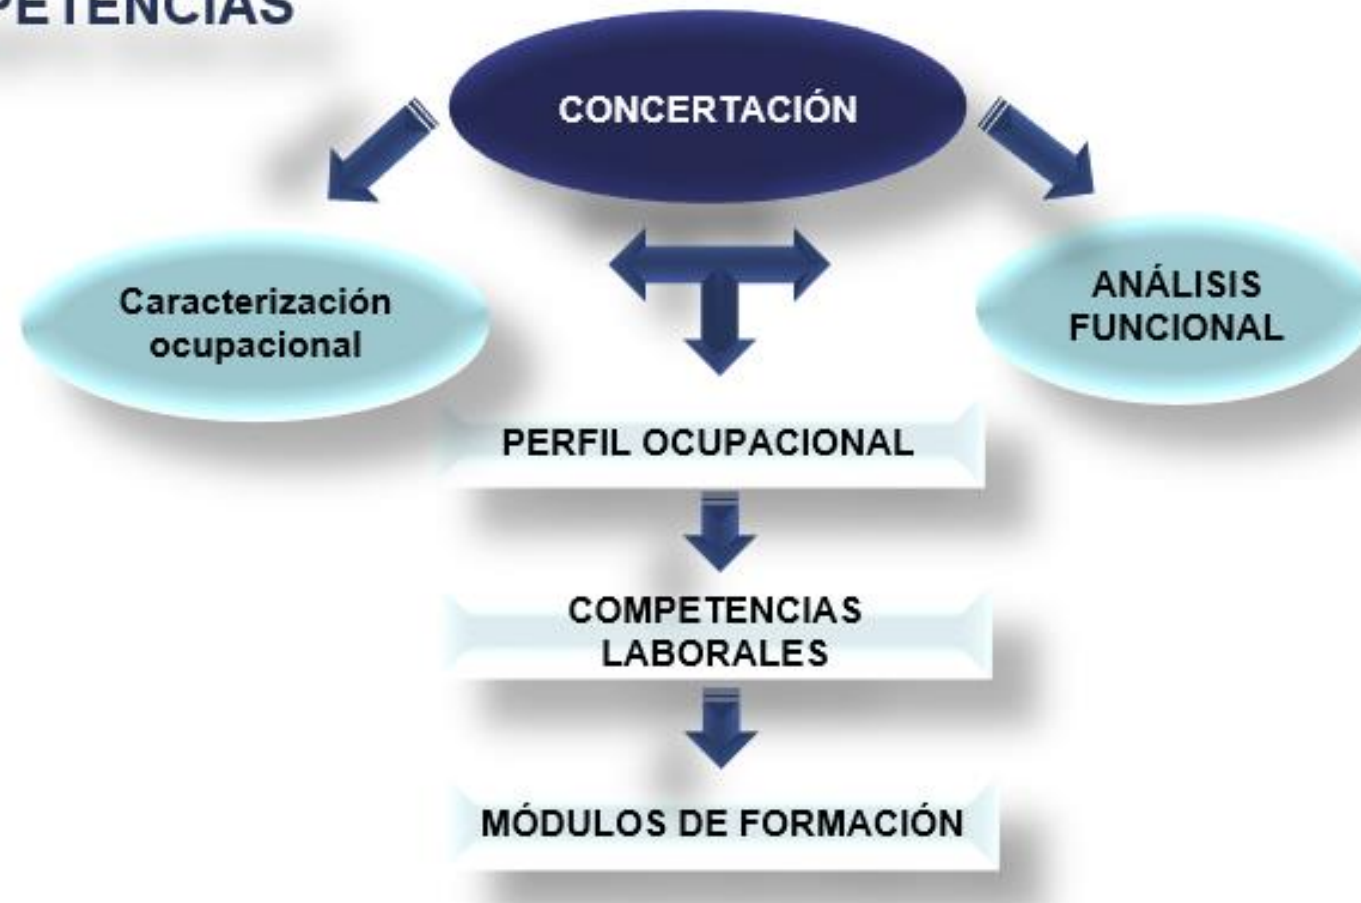 PETENCIAS
CONCERTACIÓN
Caracterización
ocupacional
ANÁLISIS
FUNCIONAL
PERFIL OCUPACIONAL
COMPETENCIAS
LABORALES
MÓDULOS DE FORMACIÓN